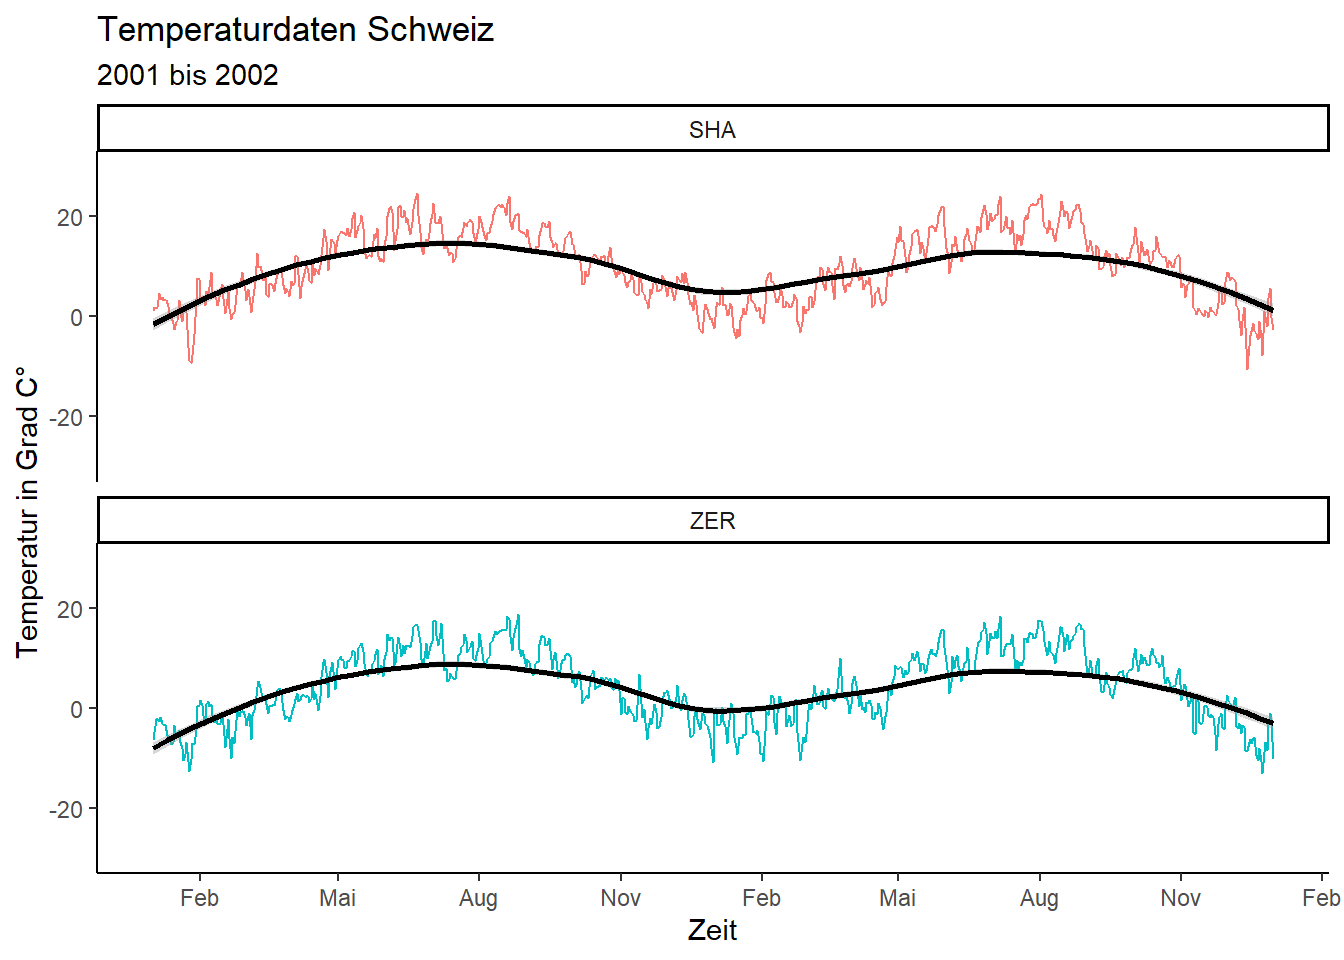 Temperaturdaten Schweiz
2001 bis 2002
SHA
20
0
-20
ZER
20
0
-20
Temperatur in Grad C°
Feb Mai Aug Nov Feb Mai Aug Nov Feb
Zeit